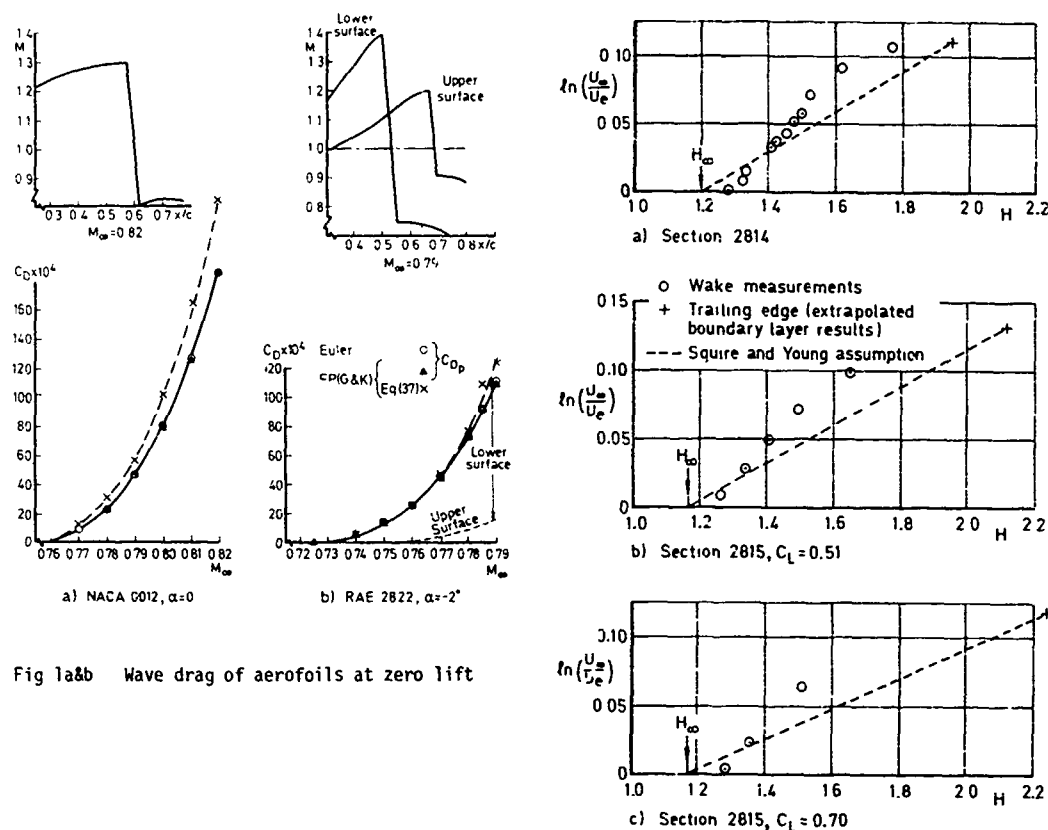 Lower
surface
Upper
surface
M
1.4
1.3
1.2
1.1
1.0
0.9
0.3 0.4 0.5 0.6 0.7 x/c
M∞=0.82
M
1.4
1.3
1.2
1.1
1.0
0.9
0.8
0.4 0.5 0.6 0.7 0.8 x/c
M∞=0.79
C_D×10⁴
160
140
120
100
80
60
40
20
0
0.76 0.77 0.78 0.79 0.80 0.81 0.82
M∞
a) NACA 0012, α=0
C_D×10⁴
120
100
80
60
40
20
0
Euler
(G&K)
Eq(37)×
C_Dp
Lower
surface
Upper
Surface
0.72 0.73 0.74 0.75 0.76 0.77 0.78 0.79
M∞
b) RAE 2822, α=-2°
Fig 1a&b Wave drag of aerofoils at zero lift
0.10
ln(U∞/Ue)
0.05
0
H∞
1.0 1.2 1.4 1.6 1.8 2.0 2.2
H
a) Section 2814
0.15
0.10
ln(U∞/Ue)
0.05
0
Wake measurements
Trailing edge (extrapolated
boundary layer results)
Squire and Young assumption
H∞
1.0 1.2 1.4 1.6 1.8 2.0 2.2
H
b) Section 2815, C_L=0.51
0.10
ln(U∞/Ue)
0.05
0
H∞
1.0 1.2 1.4 1.6 1.8 2.0 2.2
H
c) Section 2815, C_L=0.70